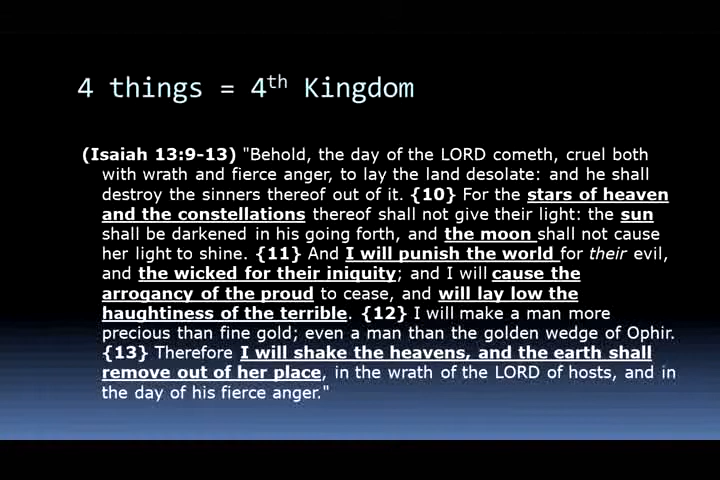 4 things = 4th Kingdom
(Isaiah 13:9-13) "Behold, the day of the LORD cometh, cruel both
with wrath and fierce anger, to lay the land desolate: and he shall
destroy the sinners thereof out of it. {10} For the stars of heaven
and the constellations thereof shall not give their light: the sun
shall be darkened in his going forth, and the moon shall not cause
her light to shine. {11} And I will punish the world for their evil,
and the wicked for their iniquity; and I will cause the
arrogancy of the proud to cease, and will lay low the
haughtiness of the terrible. {12} I will make a man more
precious than fine gold; even a man than the golden wedge of Ophir.
{13} Therefore I will shake the heavens, and the earth shall
remove out of her place, in the wrath of the LORD of hosts, and in
the day of his fierce anger."